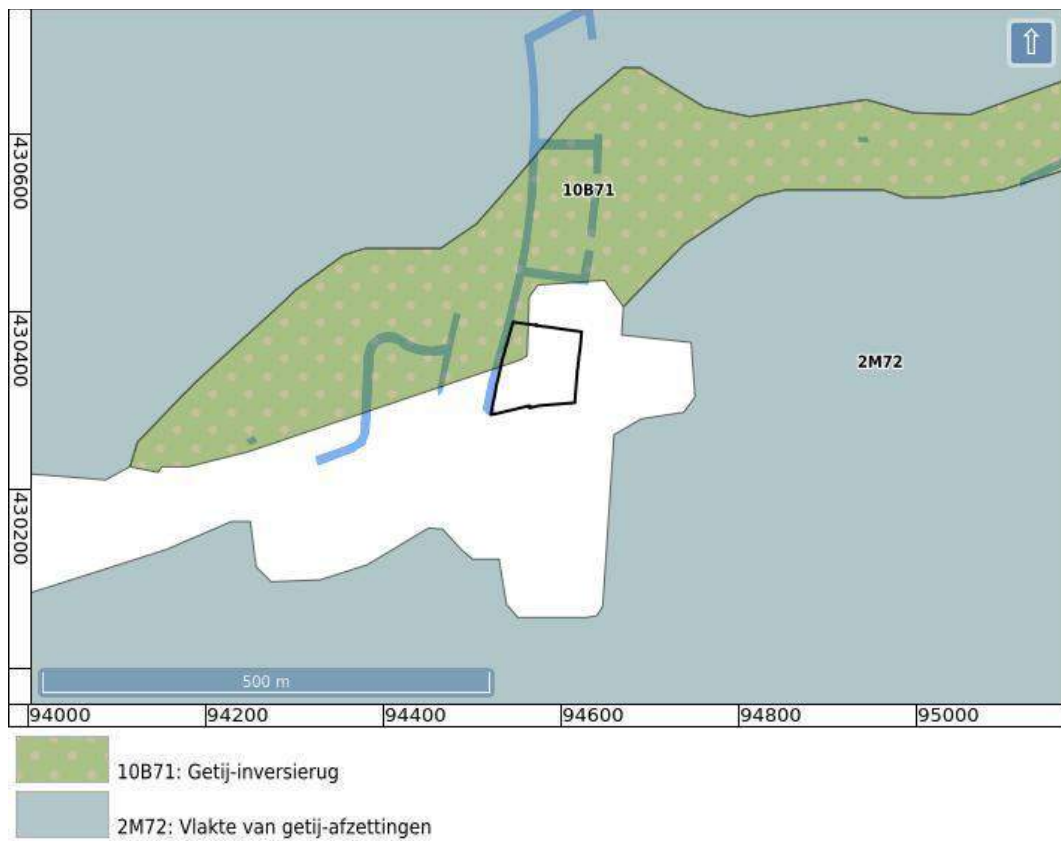 430600
10B71
430400
2M72
430200
500 m
94000
94200
94400
94600
94800
95000
10B71: Getij-inversierug
2M72: Vlakte van getij-afzettingen